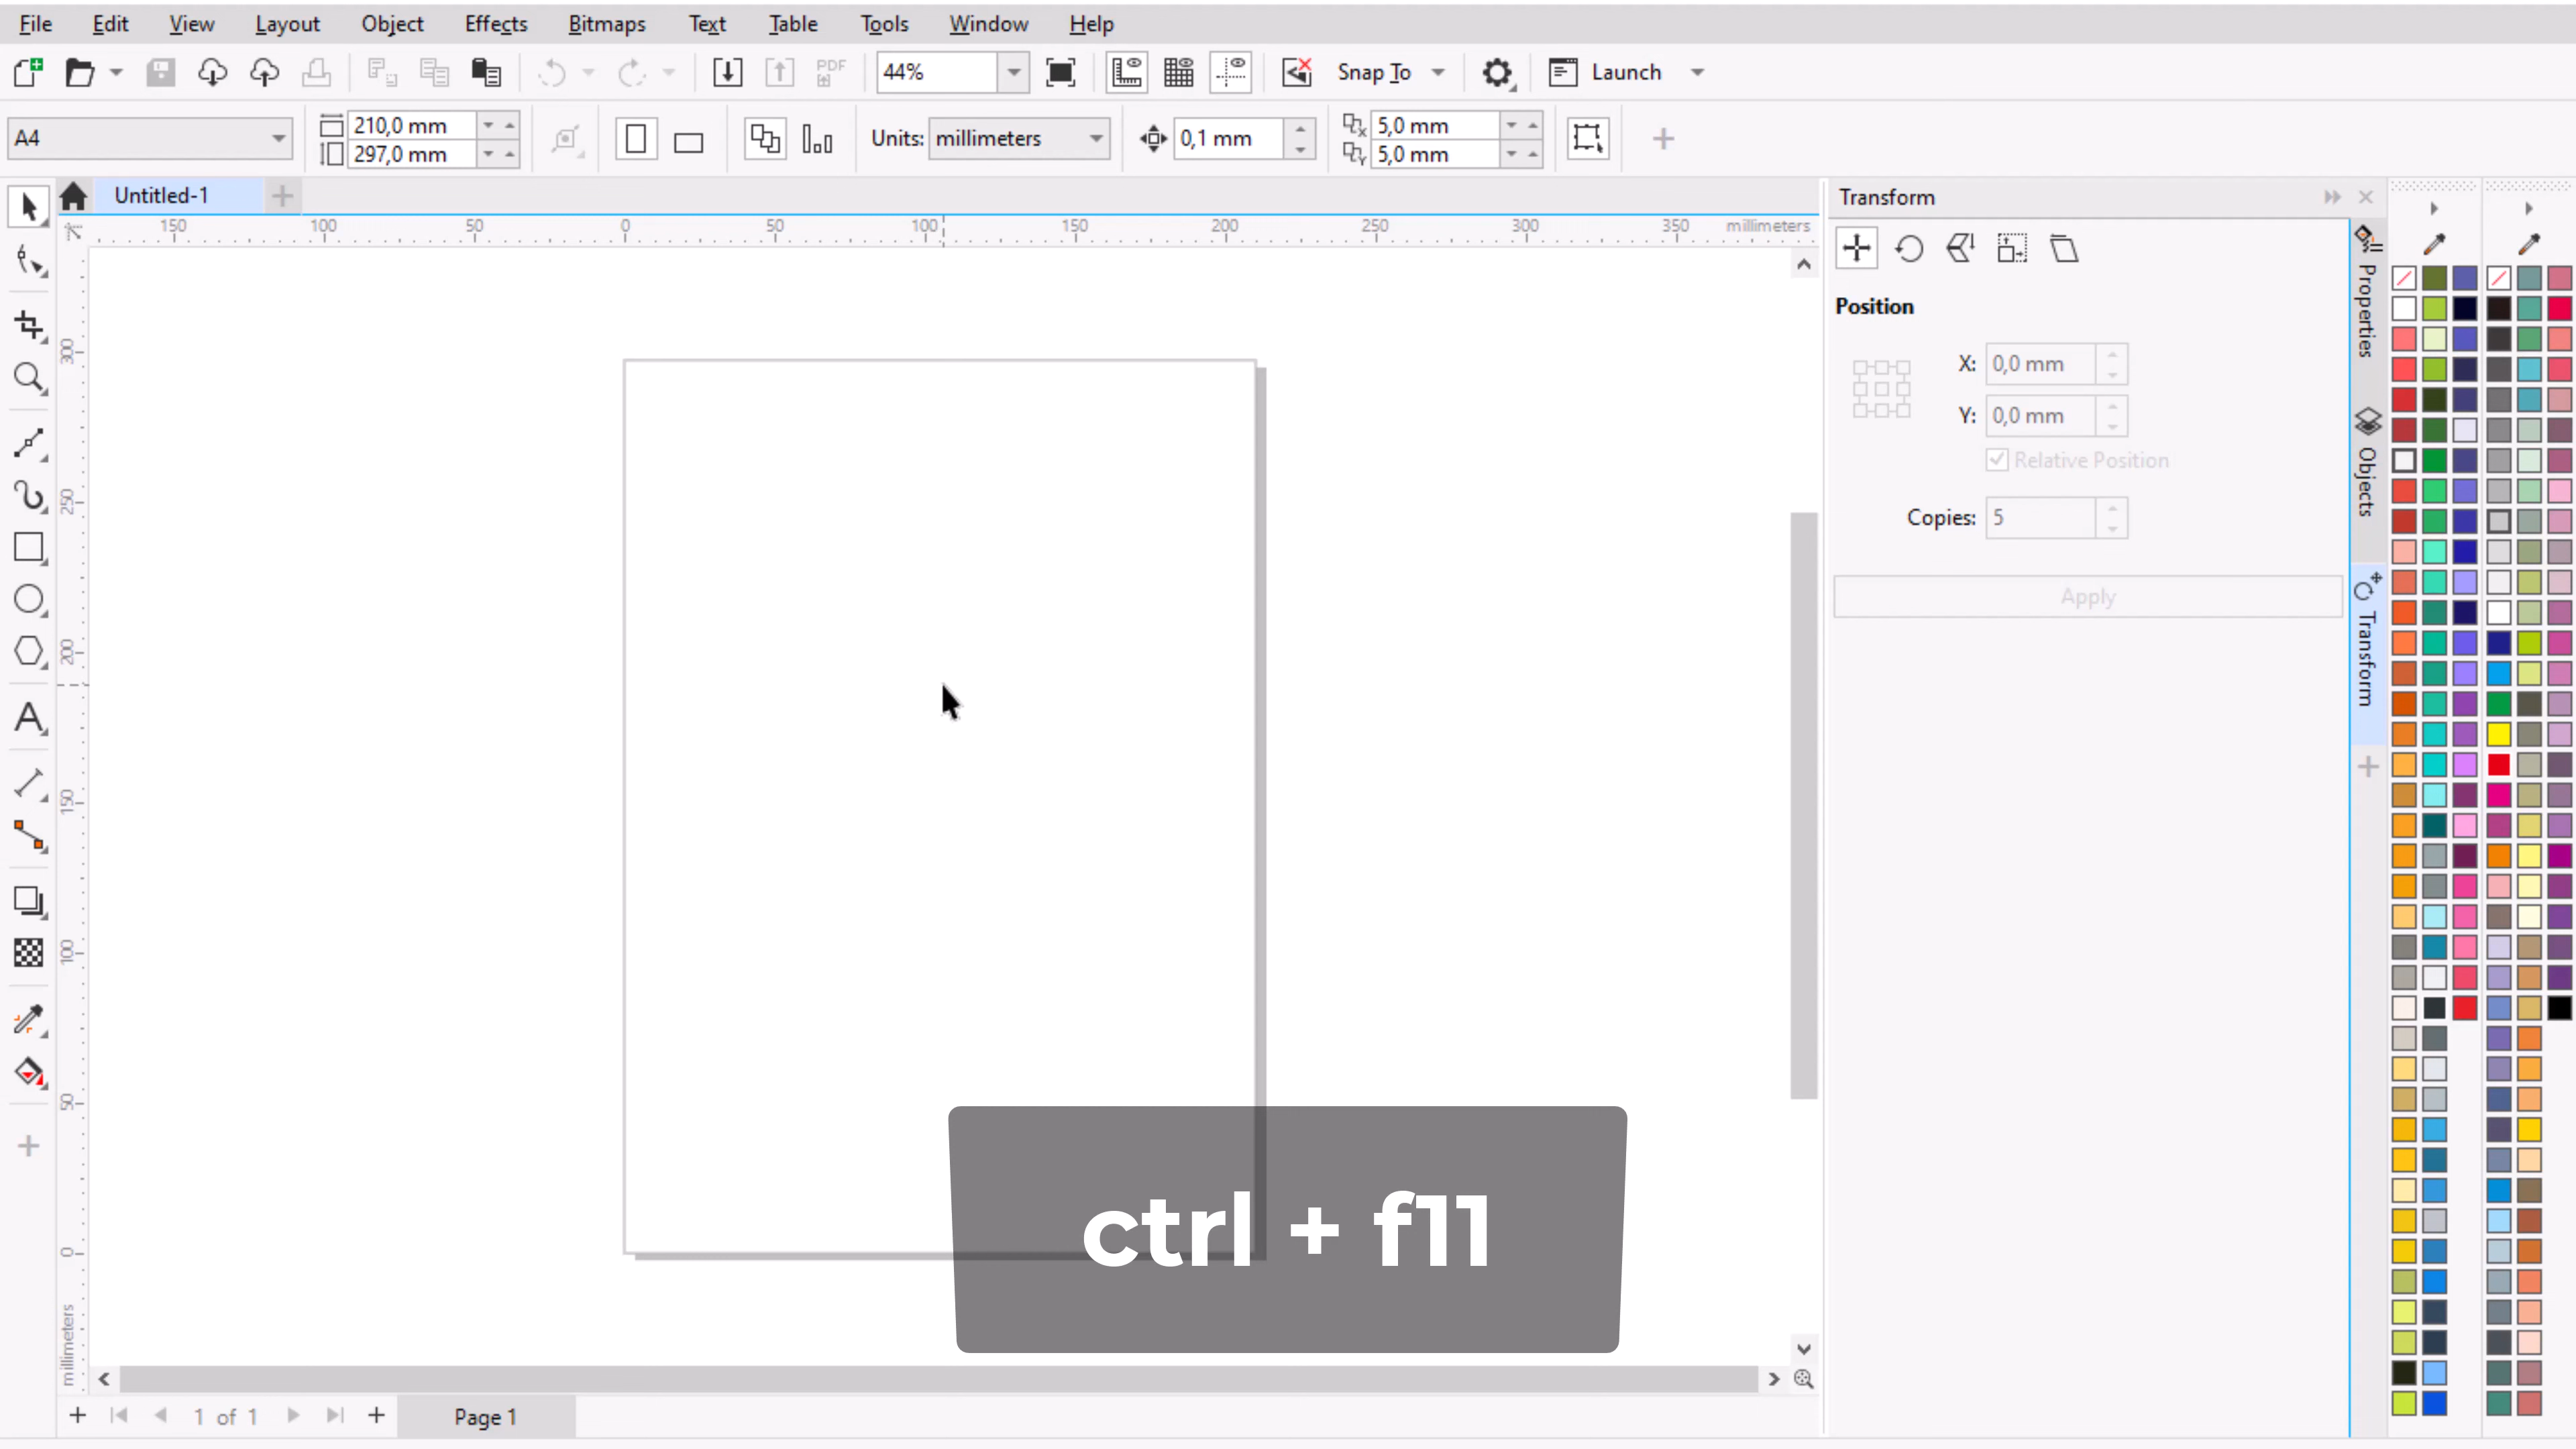 File Edit View Layout Object Effects Bitmaps Text Table Tools Window Help
PDF 44% Snap To Launch
A4 210,0 mm 297,0 mm Units: millimeters 0,1 mm 5,0 mm 5,0 mm
Untitled-1
150 100 50 0 50 100 150 200 250 300 350 millimeters
300
250
200
150
100
50
0
millimeters
Transform
Position
X: 0,0 mm
Y: 0,0 mm
Relative Position
Copies: 5
Apply
Properties
Objects
Transform
ctrl + f11
1 of 1 Page 1